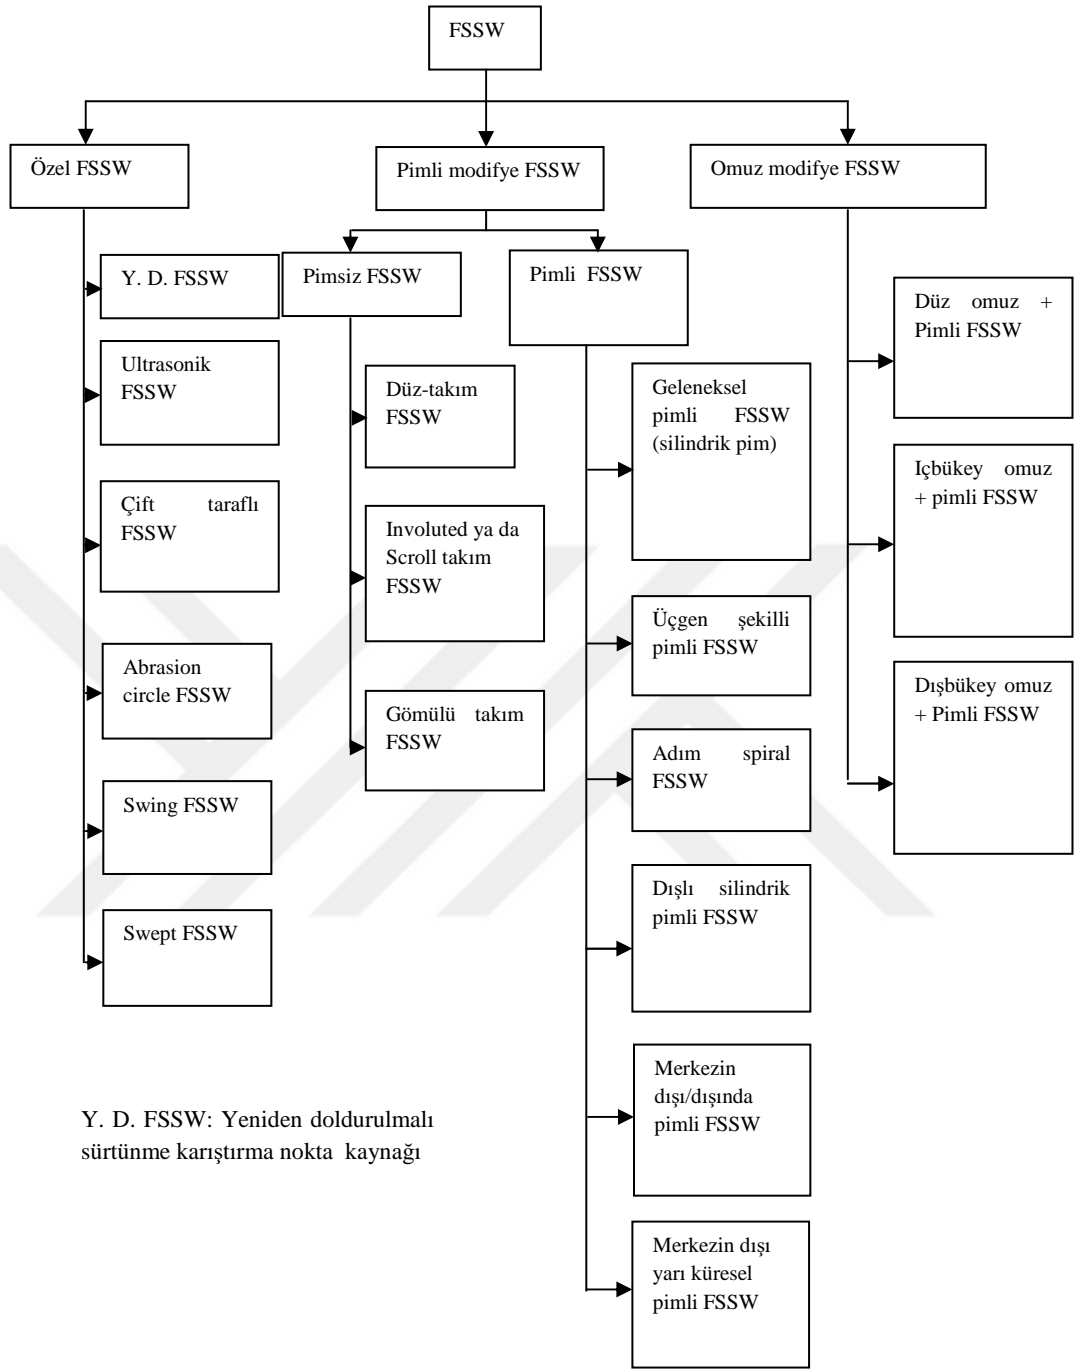 FSSW
Özel FSSW
Pimli modifye FSSW
Omuz modifye FSSW
Y. D. FSSW
Ultrasonik
FSSW
Çift taraflı
FSSW
Abrasion
circle FSSW
Swing FSSW
Swept FSSW
Pimsiz FSSW
Düz-takım
FSSW
Involuted ya da
Scroll takım
FSSW
Gömülü takım
FSSW
Pimli FSSW
Geleneksel
pimli FSSW
(silindrik pim)
Üçgen şekilli
pimli FSSW
Adım spiral
FSSW
Dışlı silindrik
pimli FSSW
Merkezin
dışı/dışında
pimli FSSW
Merkezin dışı
yarı küresel
pimli FSSW
Düz omuz +
Pimli FSSW
Içbükey omuz
+ pimli FSSW
Dışbükey omuz
+ Pimli FSSW
Y. D. FSSW: Yeniden doldurulmalı
sürtünme karıştırma nokta kaynağı